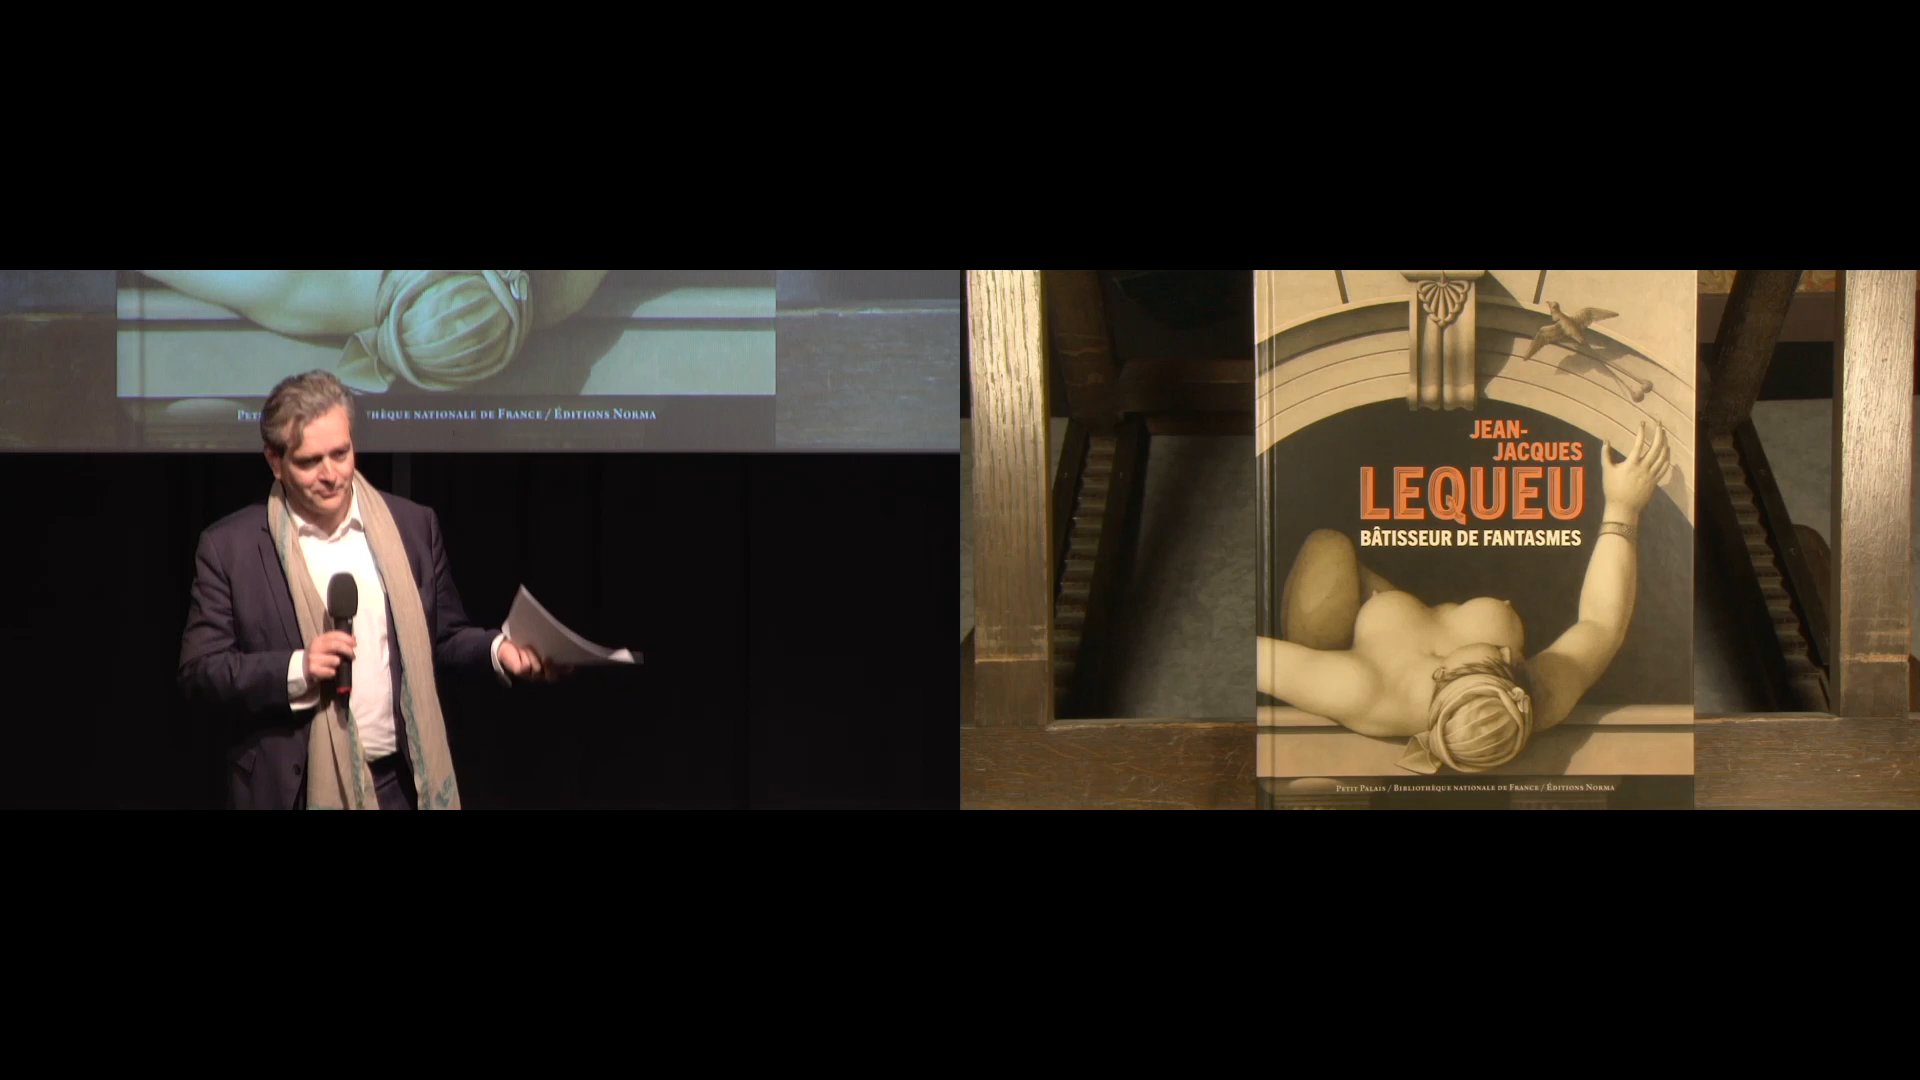 THÈQUE NATIONALE DE FRANCE / ÉDITIONS NORMA
JEAN-
JACQUES
LEQUEU
BÂTISSEUR DE FANTASMES
PETIT PALAIS / BIBLIOTHÈQUE NATIONALE DE FRANCE / ÉDITIONS NORMA